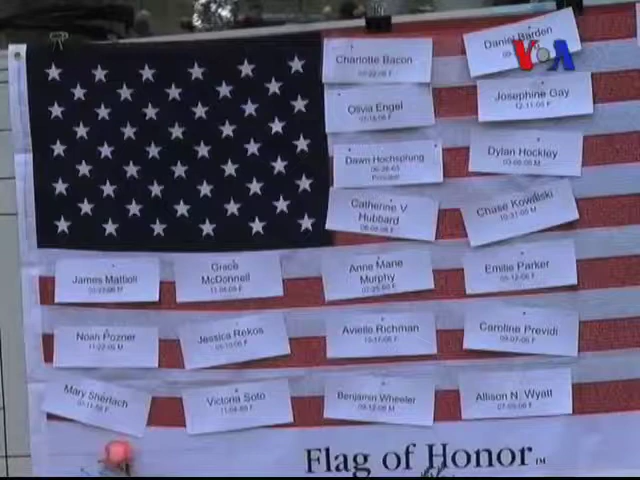 VOA
Charlotte Bacon
Daniel Barden
Olivia Engel
Josephine Gay
Dawn Hochsprung
Dylan Hockley
Catherine V
Hubbard
Chase Kowalski
James Mattioli
Grace
McDonnell
Anne Marie
Murphy
Emilie Parker
Noah Pozner
Jessica Rekos
Avielle Richman
Caroline Previdi
Mary Sherlach
Victoria Soto
Benjamin Wheeler
Allison N. Wyatt
Flag of Honor TM